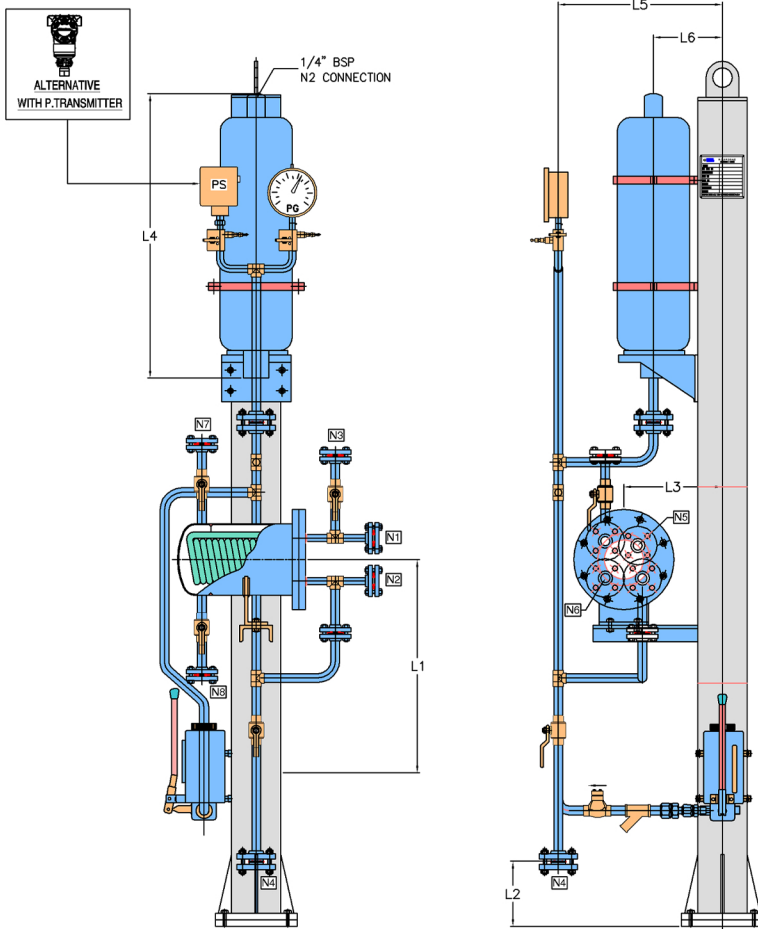 L5
L6
1/4" BSP
N2 CONNECTION
ALTERNATIVE
WITH P.TRANSMITTER
PS
PG
L4
N7
N3
L3
N5
N1
N2
N6
L1
N8
N4
N4
L2